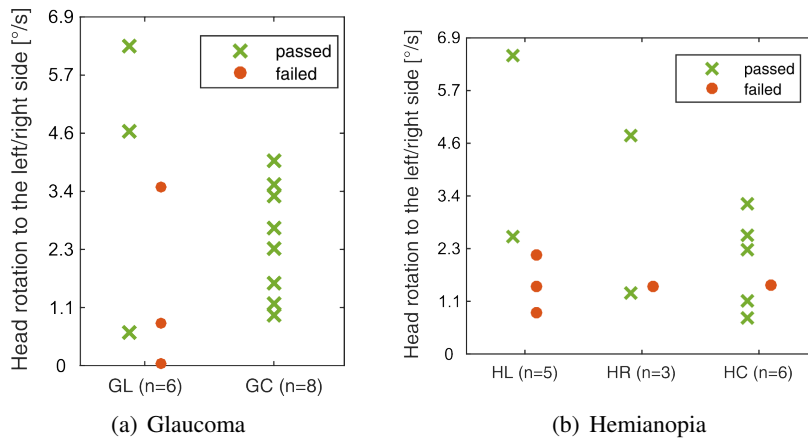 Head rotation to the left/right side [°/s]
6.9
5.7
4.6
3.4
2.3
1.1
0
passed
failed
GL (n=6)
GC (n=8)
(a) Glaucoma
Head rotation to the left/right side [°/s]
6.9
5.7
4.6
3.4
2.3
1.1
0
passed
failed
HL (n=5)
HR (n=3)
HC (n=6)
(b) Hemianopia